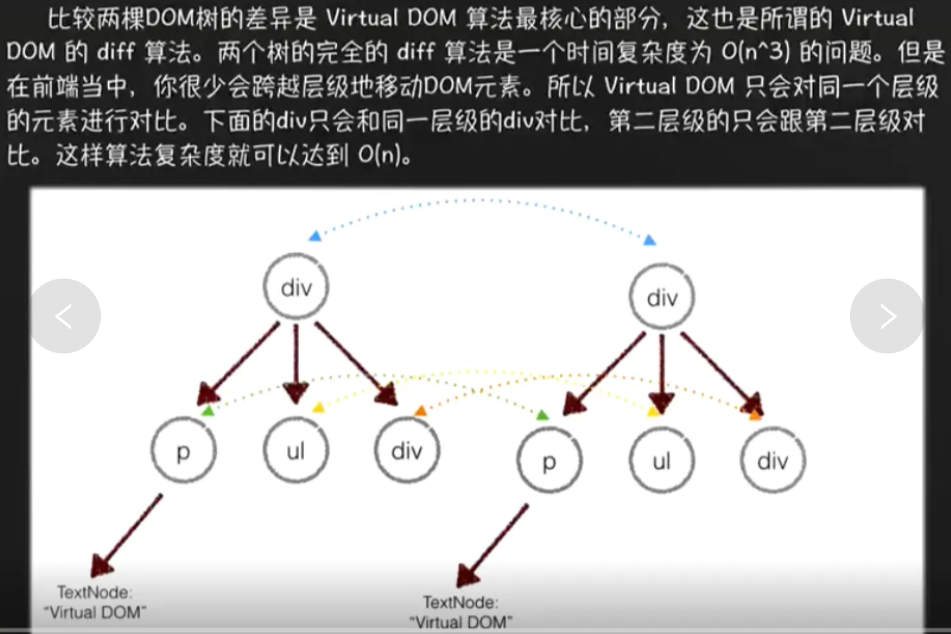 比较两棵DOM树的差异是 Virtual DOM 算法最核心的部分，这也是所谓的 Virtual
DOM 的 diff 算法。两个树的完全的 diff 算法是一个时间复杂度为 O(n^3) 的问题。但是
在前端当中，你很少会跨越层级地移动DOM元素。所以 Virtual DOM 只会对同一个层级
的元素进行对比。下面的div只会和同一层级的div对比，第二层级的只会跟第二层级对
比。这样算法复杂度就可以达到 O(n)。
div
div
p
ul
div
p
ul
div
TextNode:
"Virtual DOM"
TextNode:
"Virtual DOM"